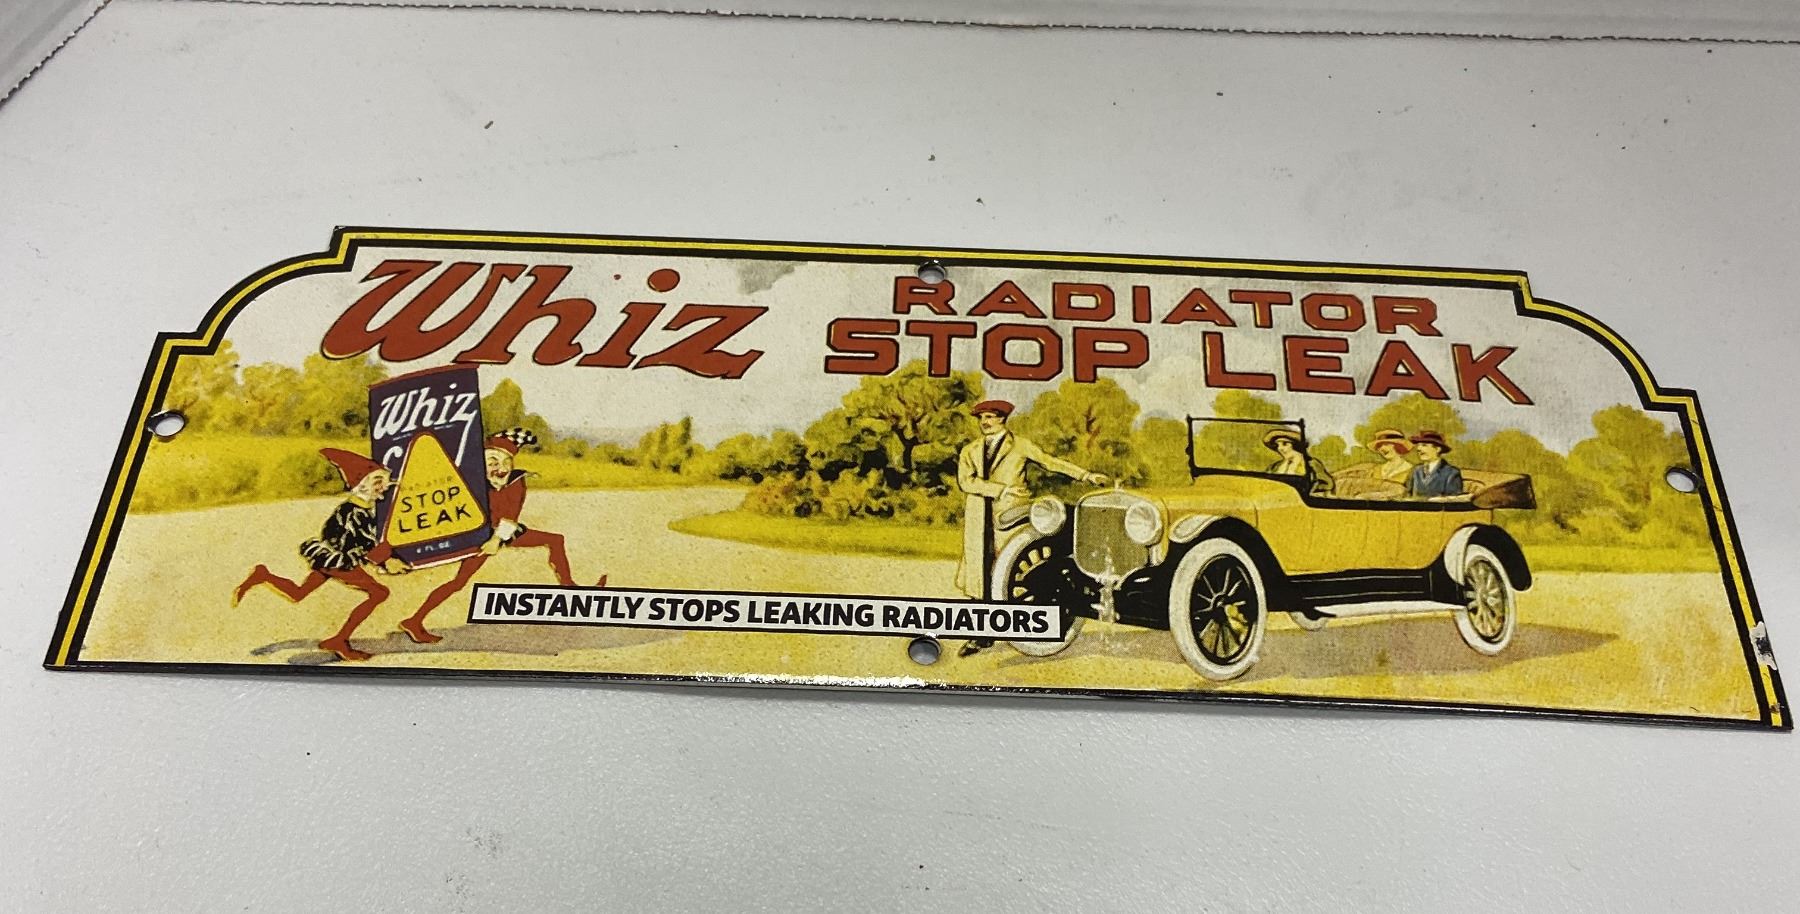 Whiz RADIATOR
STOP LEAK
Whiz
STOP
LEAK
INSTANTLY STOPS LEAKING RADIATORS